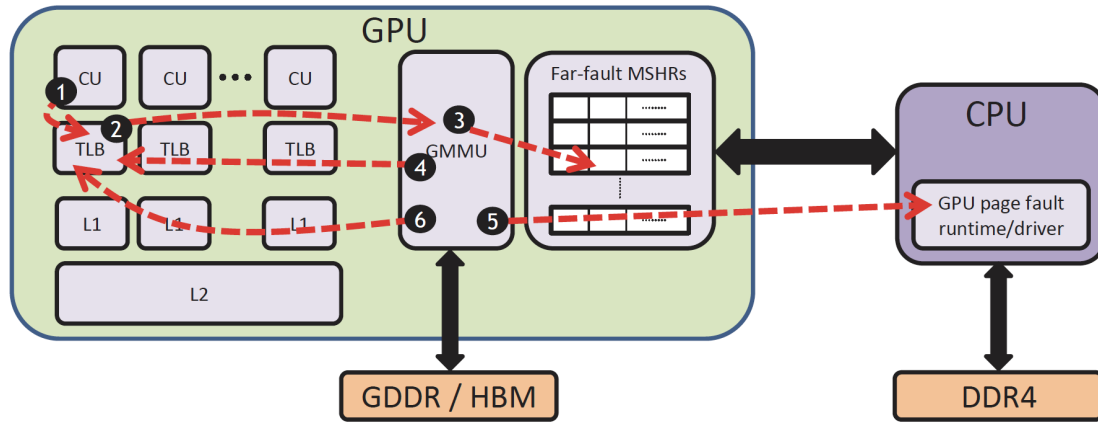 GPU
CU
CU
CU
1
2
TLB
TLB
TLB
3
GMMU
4
6
5
L1
L1
L1
L2
Far-fault MSHRs
........
........
........
........
CPU
GPU page fault
runtime/driver
GDDR / HBM
DDR4